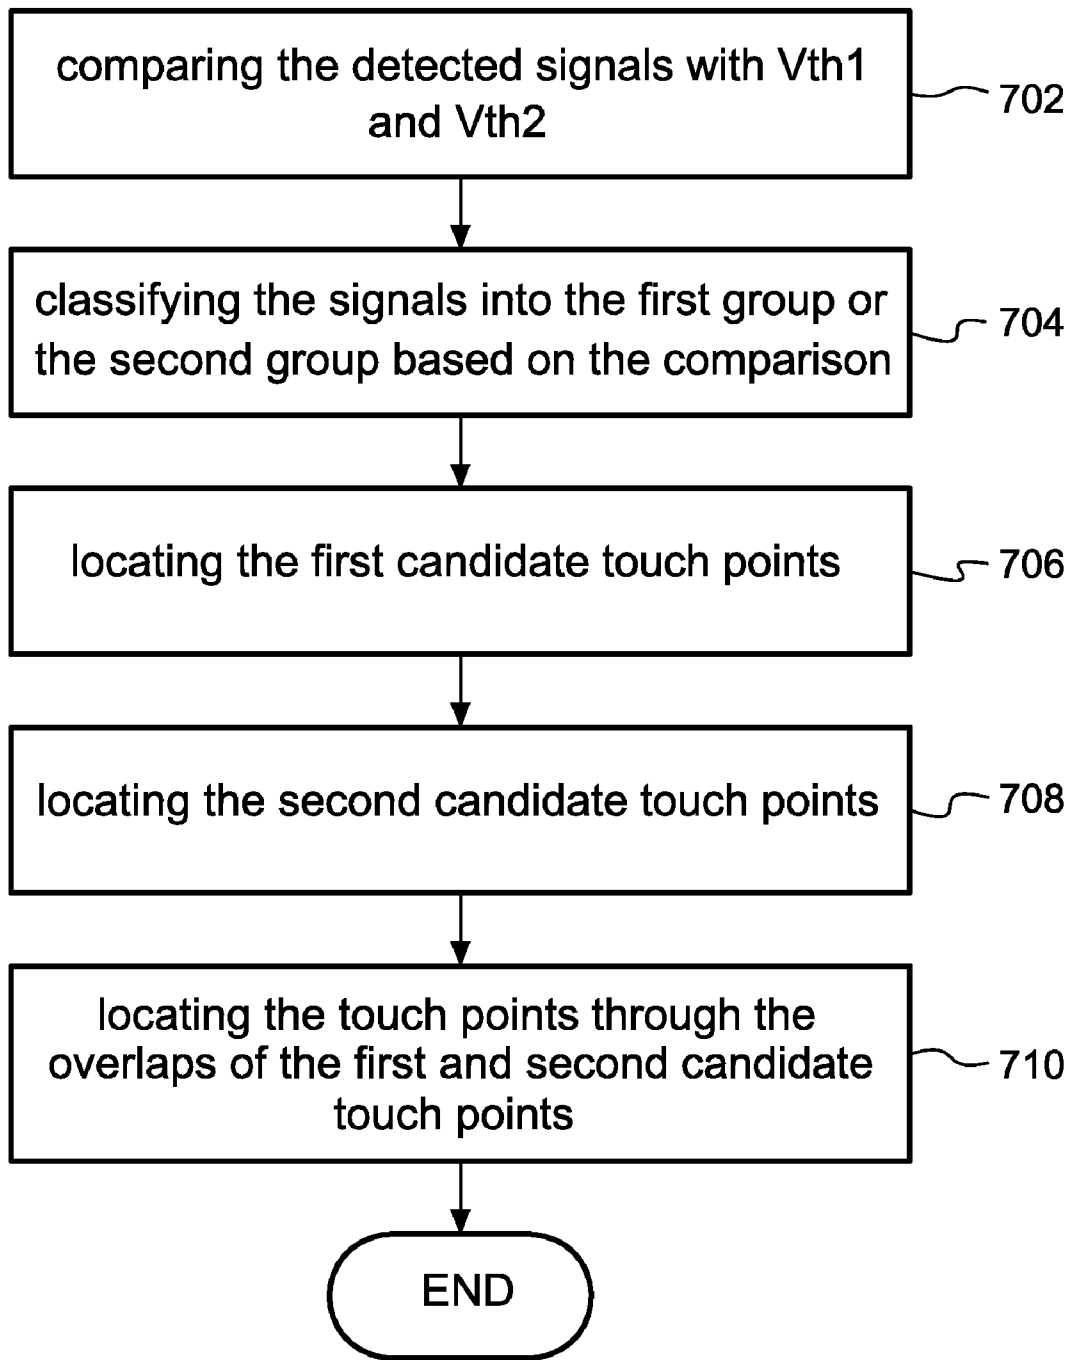 comparing the detected signals with Vth1
and Vth2
702
classifying the signals into the first group or
the second group based on the comparison
704
locating the first candidate touch points
706
locating the second candidate touch points
708
locating the touch points through the
overlaps of the first and second candidate
touch points
710
END